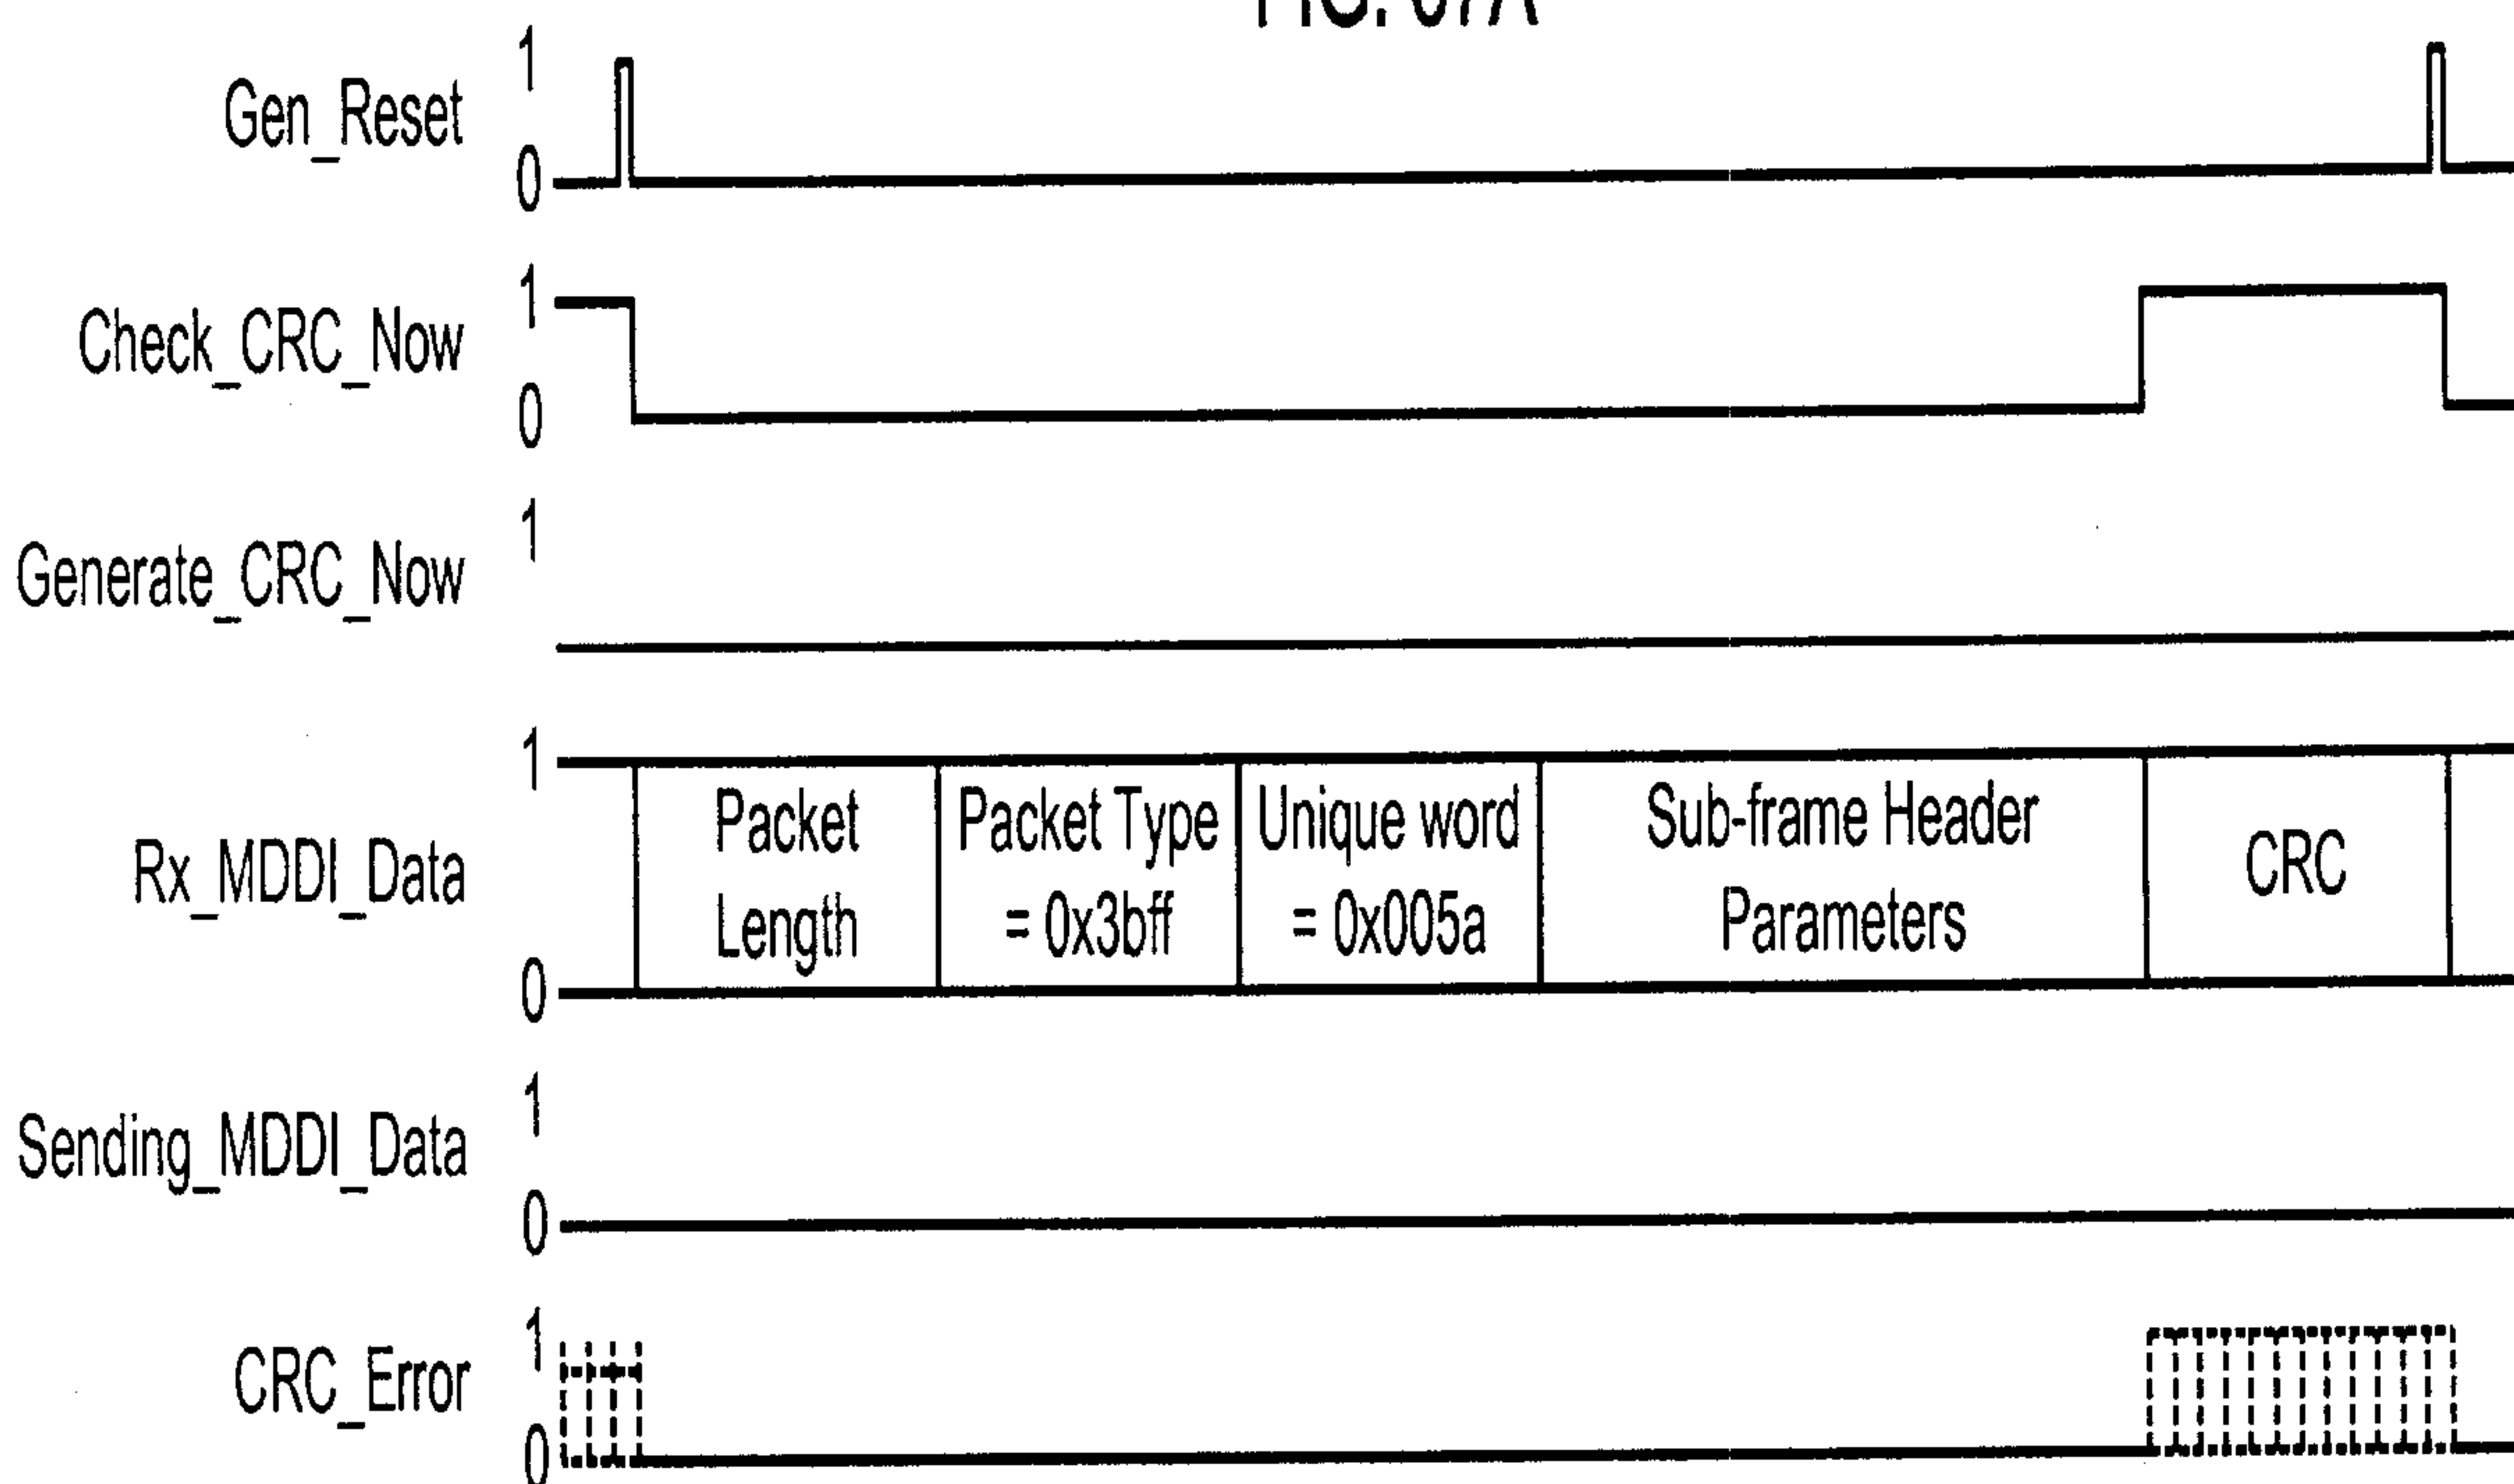 Gen_Reset
1
0
Check_CRC_Now
1
0
Generate_CRC_Now
1
Rx_MDDI_Data
1
0
Packet
Length
Packet Type
= 0x3bff
Unique word
= 0x005a
Sub-frame Header
Parameters
CRC
Sending_MDDI_Data
1
0
CRC_Error
1
0